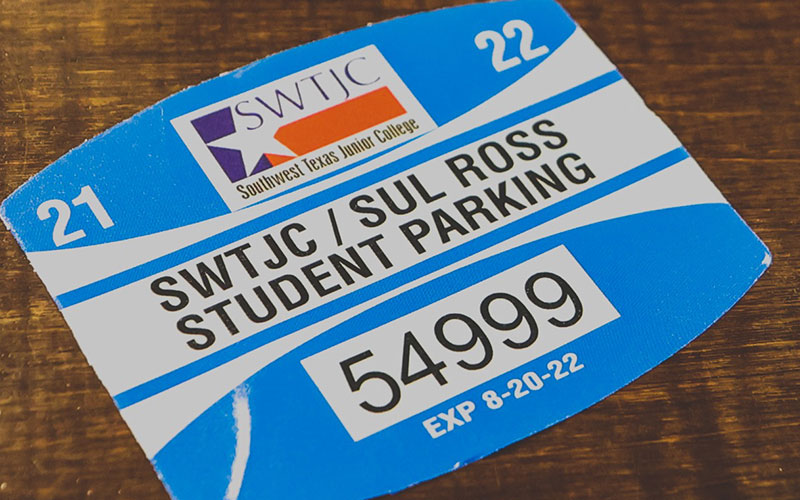 22
SWTJC
Southwest Texas Junior College
21
SWTJC / SUL ROSS
STUDENT PARKING
54999
EXP 8-20-22